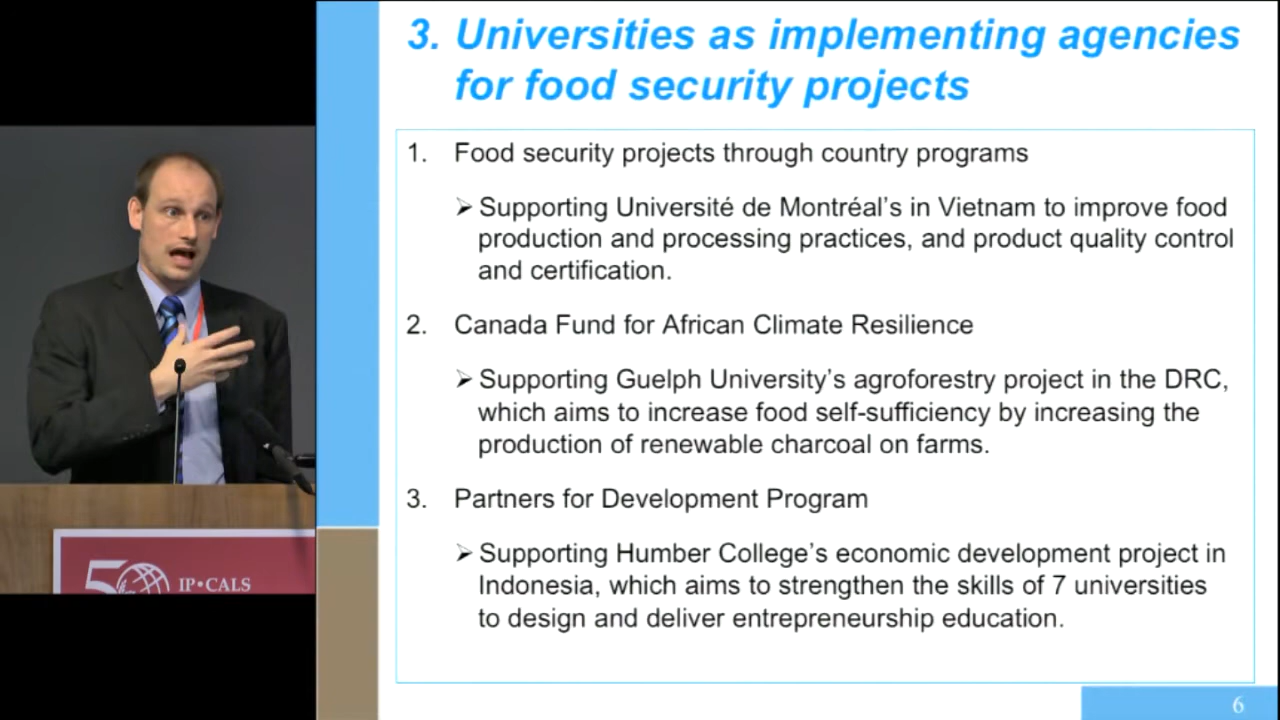 3. Universities as implementing agencies
for food security projects
1. Food security projects through country programs
➢ Supporting Université de Montréal's in Vietnam to improve food
production and processing practices, and product quality control
and certification.
2. Canada Fund for African Climate Resilience
➢ Supporting Guelph University's agroforestry project in the DRC,
which aims to increase food self-sufficiency by increasing the
production of renewable charcoal on farms.
3. Partners for Development Program
➢ Supporting Humber College's economic development project in
Indonesia, which aims to strengthen the skills of 7 universities
to design and deliver entrepreneurship education.
6
50
IP•CALS